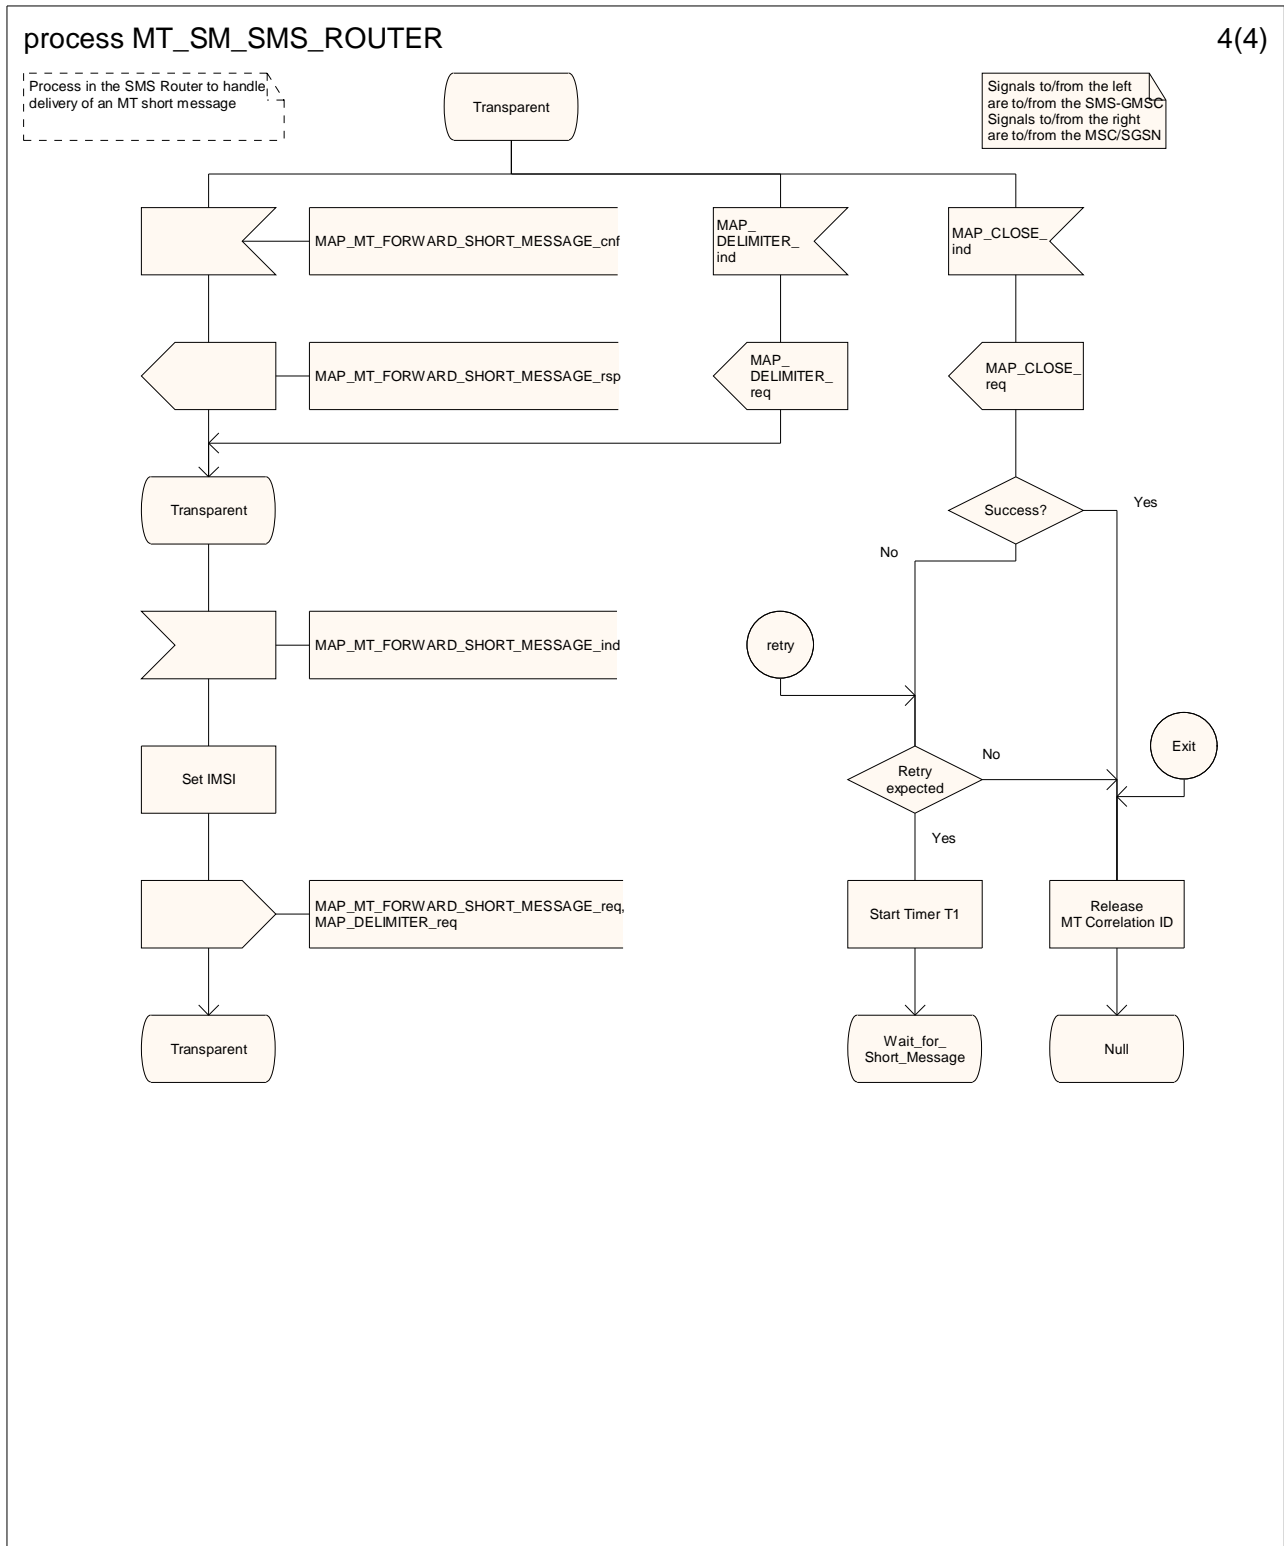 process MT_SM_SMS_ROUTER
4(4)
Process in the SMS Router to handle
delivery of an MT short message
Transparent
Signals to/from the left
are to/from the SMS-GMSC
Signals to/from the right
are to/from the MSC/SGSN
MAP_MT_FORWARD_SHORT_MESSAGE_cnf
MAP_
DELIMITER_
ind
MAP_CLOSE_
ind
MAP_MT_FORWARD_SHORT_MESSAGE_rsp
MAP_
DELIMITER_
req
MAP_CLOSE_
req
Transparent
Success?
Yes
No
MAP_MT_FORWARD_SHORT_MESSAGE_ind
retry
Set IMSI
Retry
expected
No
Exit
Yes
MAP_MT_FORWARD_SHORT_MESSAGE_req,
MAP_DELIMITER_req
Start Timer T1
Release
MT Correlation ID
Transparent
Wait_for_
Short_Message
Null